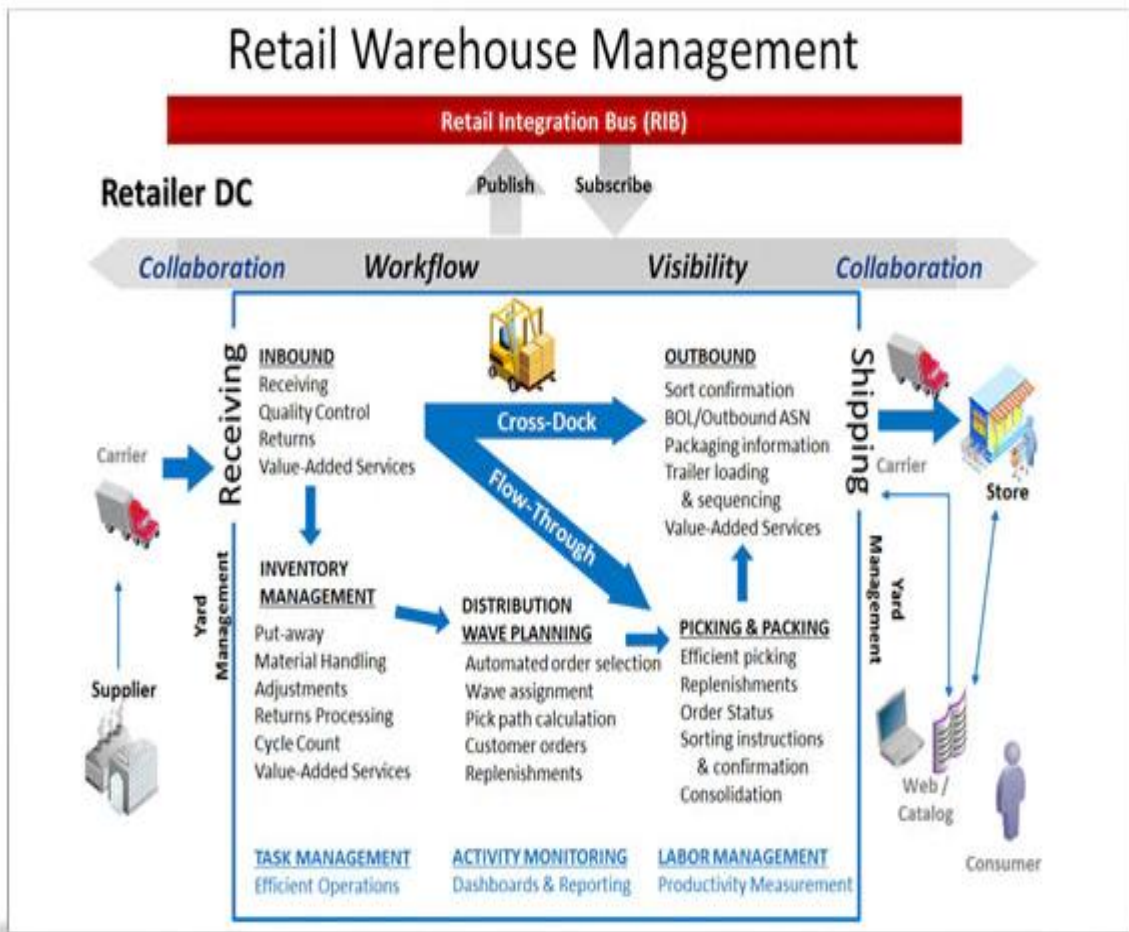 Retail Warehouse Management
Retail Integration Bus (RIB)
Publish
Subscribe
Retailer DC
Collaboration
Workflow
Visibility
Collaboration
Receiving
Yard
Management
Carrier
Supplier
INBOUND
Receiving
Quality Control
Returns
Value-Added Services
Cross-Dock
Flow-Through
INVENTORY
MANAGEMENT
Put-away
Material Handling
Adjustments
Returns Processing
Cycle Count
Value-Added Services
DISTRIBUTION
WAVE PLANNING
Automated order selection
Wave assignment
Pick path calculation
Customer orders
Replenishments
OUTBOUND
Sort confirmation
BOL/Outbound ASN
Packaging information
Trailer loading
& sequencing
Value-Added Services
PICKING & PACKING
Efficient picking
Replenishments
Order Status
Sorting instructions
& confirmation
Consolidation
Shipping
Yard
Management
Carrier
Store
Web /
Catalog
Consumer
TASK MANAGEMENT
Efficient Operations
ACTIVITY MONITORING
Dashboards & Reporting
LABOR MANAGEMENT
Productivity Measurement